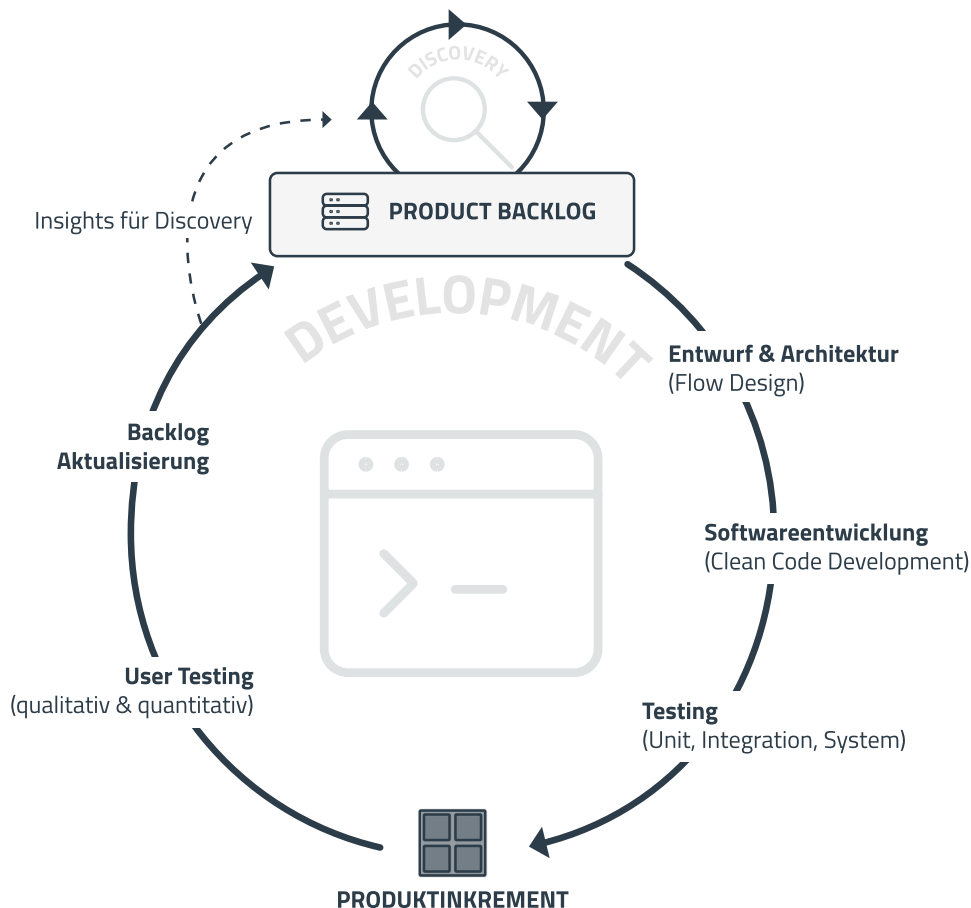 DISCOVERY
PRODUCT BACKLOG
Insights für Discovery
DEVELOPMENT
Entwurf & Architektur
(Flow Design)
Softwareentwicklung
(Clean Code Development)
Testing
(Unit, Integration, System)
PRODUKTINKREMENT
User Testing
(qualitativ & quantitativ)
Backlog
Aktualisierung